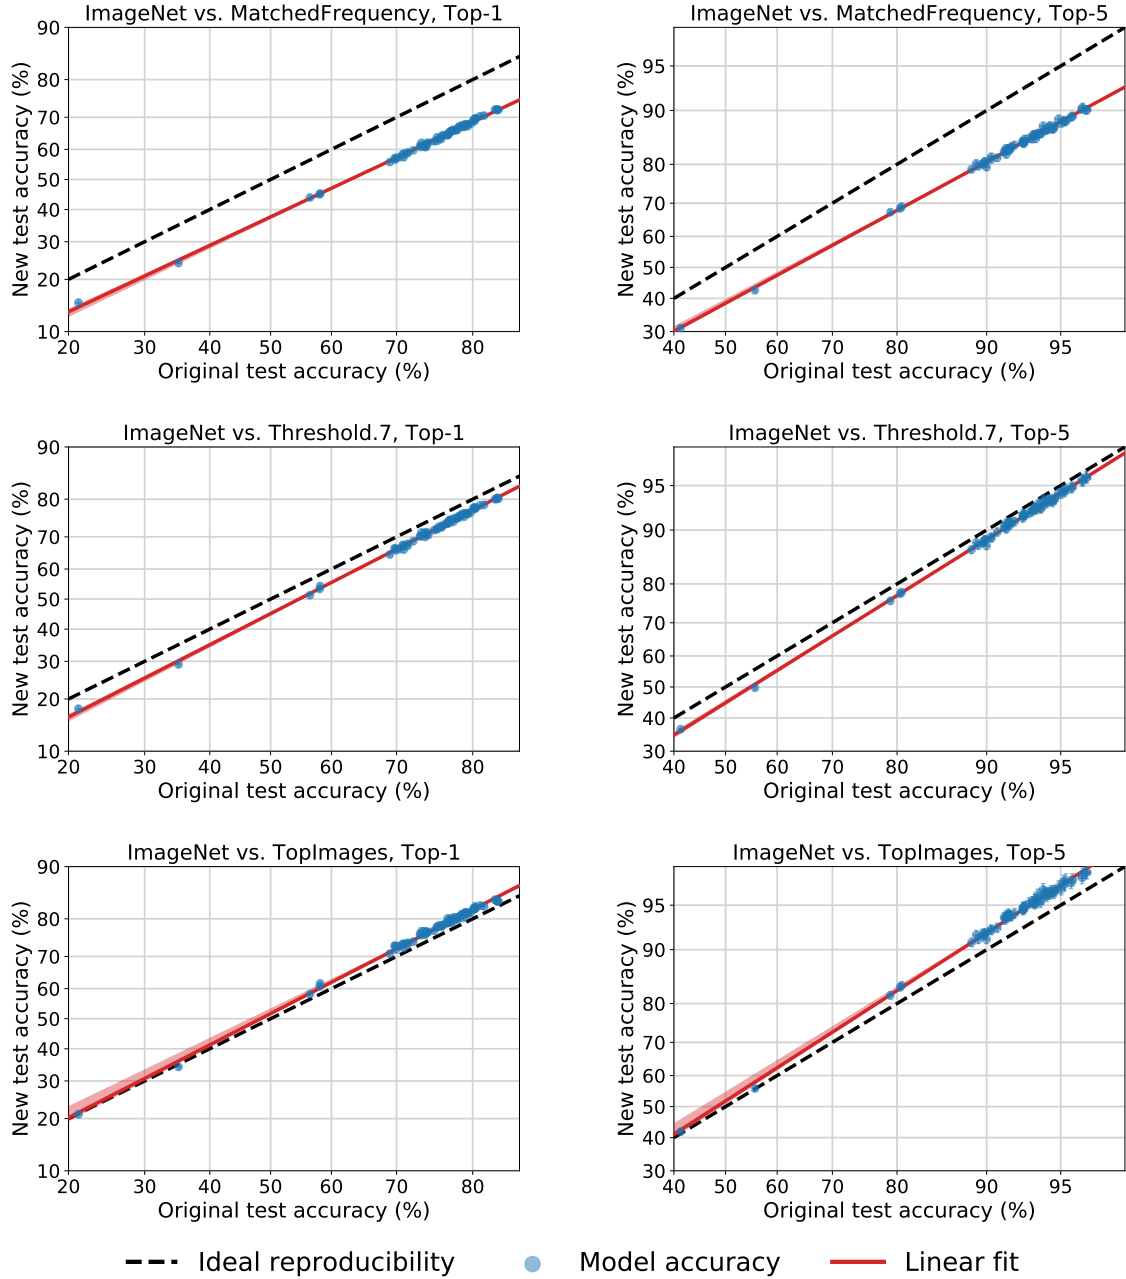 ImageNet vs. MatchedFrequency, Top-1
ImageNet vs. MatchedFrequency, Top-5
New test accuracy (%)
90
80
70
60
50
40
30
20
10
20 30 40 50 60 70 80
Original test accuracy (%)
New test accuracy (%)
95
90
80
70
60
50
40
30
40 50 60 70 80 90 95
Original test accuracy (%)
ImageNet vs. Threshold.7, Top-1
ImageNet vs. Threshold.7, Top-5
New test accuracy (%)
90
80
70
60
50
40
30
20
10
20 30 40 50 60 70 80
Original test accuracy (%)
New test accuracy (%)
95
90
80
70
60
50
40
30
40 50 60 70 80 90 95
Original test accuracy (%)
ImageNet vs. TopImages, Top-1
ImageNet vs. TopImages, Top-5
New test accuracy (%)
90
80
70
60
50
40
30
20
10
20 30 40 50 60 70 80
Original test accuracy (%)
New test accuracy (%)
95
90
80
70
60
50
40
30
40 50 60 70 80 90 95
Original test accuracy (%)
Ideal reproducibility Model accuracy Linear fit